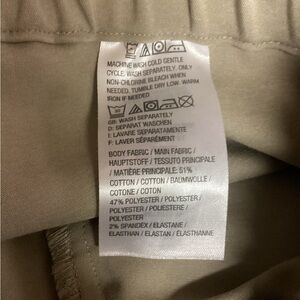 MACHINE WASH COLD GENTLE
CYCLE. WASH SEPARATELY, ONLY
NON-CHLORINE BLEACH WHEN
NEEDED. TUMBLE DRY LOW. WARM
IRON IF NEEDED
GB: WASH SEPARATELY
D: SEPARAT WASCHEN
I: LAVARE SEPARATAMENTE
F: LAVER SÉPARÉMENT
BODY FABRIC / MAIN FABRIC /
HAUPTSTOFF / TESSUTO PRINCIPALE
/ MATIÈRE PRINCIPALE: 51%
COTTON / COTTON / BAUMWOLLE /
COTONE / COTON
47% POLYESTER / POLYESTER /
POLYESTER / POLIESTERE /
POLYESTER
2% SPANDEX / ELASTANE /
ELASTHAN / ELASTAN / ÉLASTHANNE